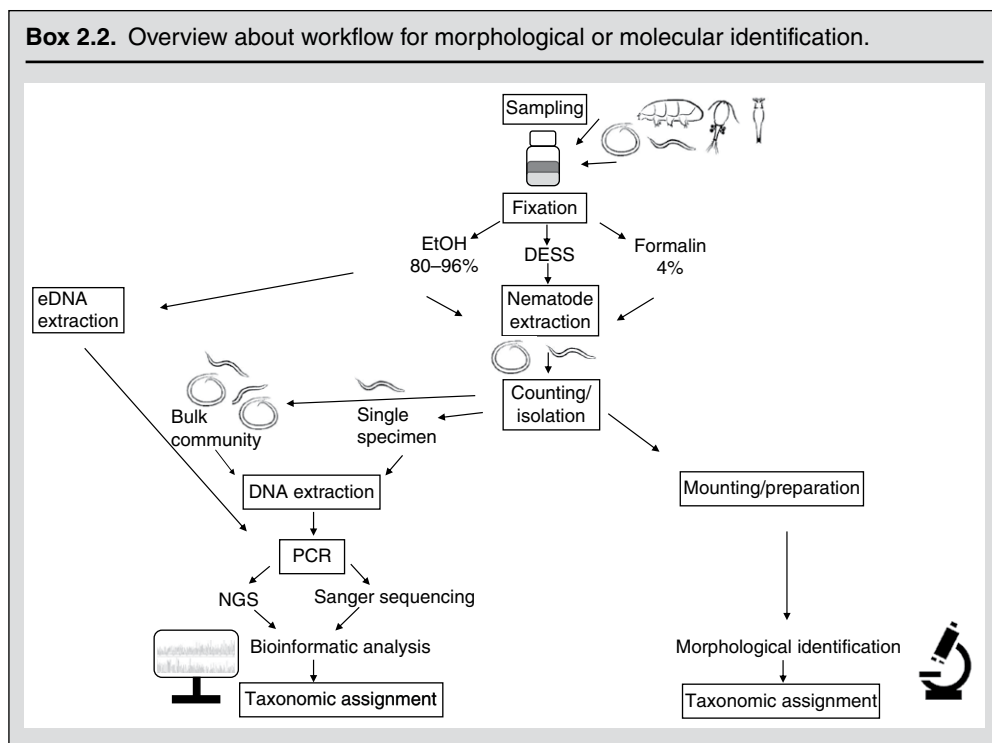 Box 2.2. Overview about workflow for morphological or molecular identification.
Sampling
Fixation
EtOH
80–96%
DESS
Formalin
4%
eDNA
extraction
Nematode
extraction
Counting/
isolation
Bulk
community
Single
specimen
DNA extraction
Mounting/preparation
PCR
NGS
Sanger sequencing
Bioinformatic analysis
Morphological identification
Taxonomic assignment
Taxonomic assignment